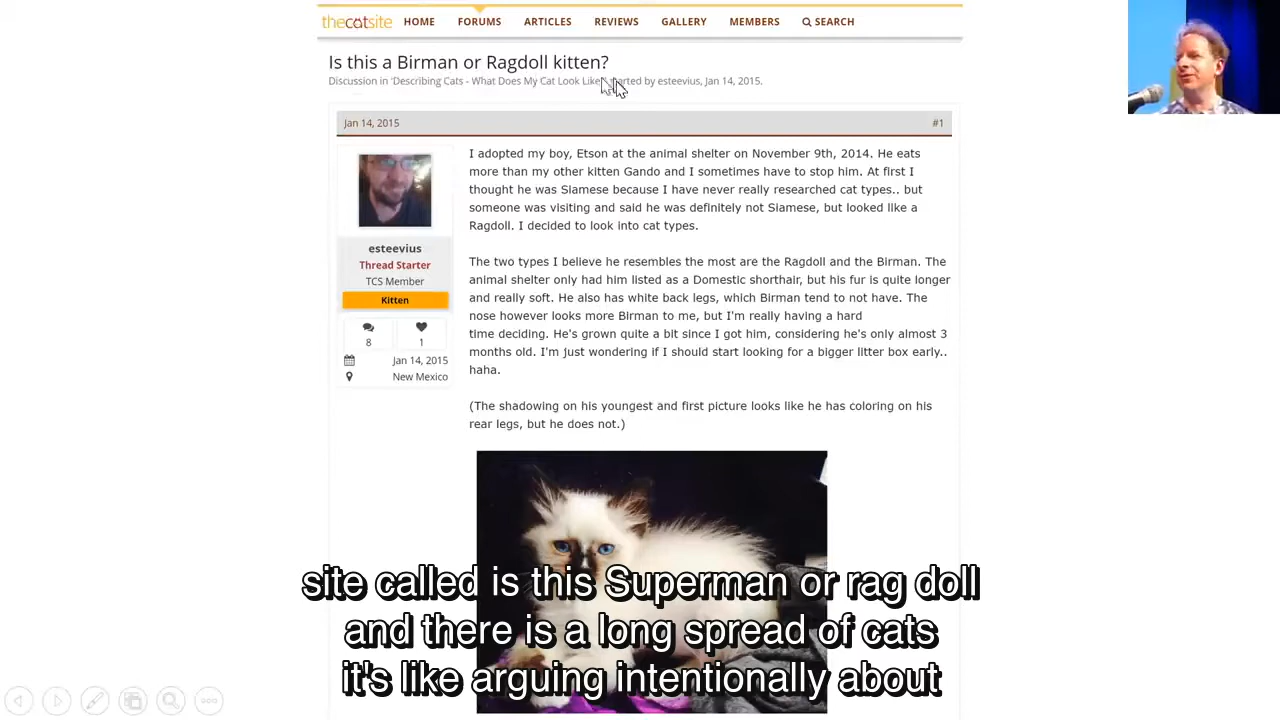 thecatsite HOME FORUMS ARTICLES REVIEWS GALLERY MEMBERS SEARCH
Is this a Birman or Ragdoll kitten?
Discussion in 'Describing Cats - What Does My Cat Look Like started by esteevius, Jan 14, 2015.
Jan 14, 2015 #1
esteevius
Thread Starter
TCS Member
Kitten
8 1
Jan 14, 2015
New Mexico
I adopted my boy, Etson at the animal shelter on November 9th, 2014. He eats
more than my other kitten Gando and I sometimes have to stop him. At first I
thought he was Siamese because I have never really researched cat types.. but
someone was visiting and said he was definitely not Siamese, but looked like a
Ragdoll. I decided to look into cat types.
The two types I believe he resembles the most are the Ragdoll and the Birman. The
animal shelter only had him listed as a Domestic shorthair, but his fur is quite longer
and really soft. He also has white back legs, which Birman tend to not have. The
nose however looks more Birman to me, but I'm really having a hard
time deciding. He's grown quite a bit since I got him, considering he's only almost 3
months old. I'm just wondering if I should start looking for a bigger litter box early..
haha.
(The shadowing on his youngest and first picture looks like he has coloring on his
rear legs, but he does not.)
site called is this Superman or rag doll
and there is a long spread of cats
it's like arguing intentionally about